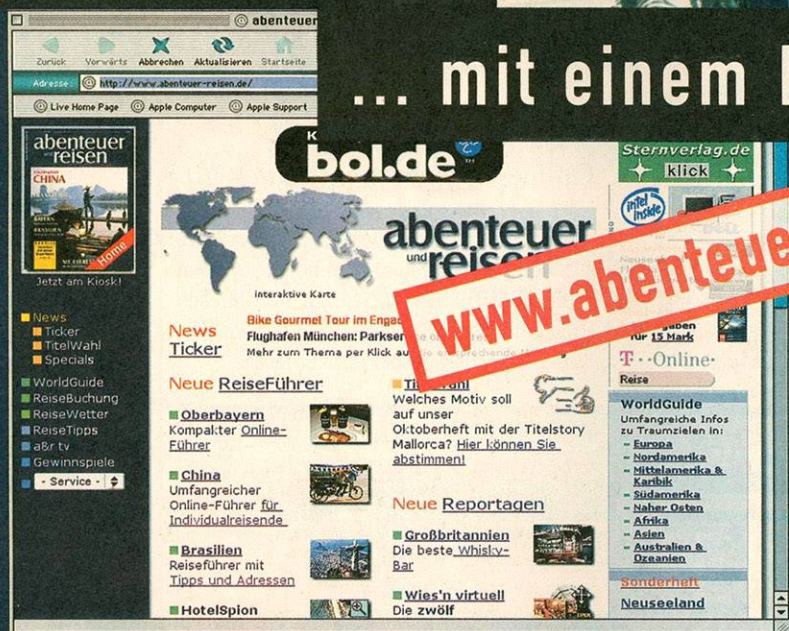 abenteuer
... mit einem
Zurück Vorwärts Abbrechen Aktualisieren Startseite
Adresse: http://www.abenteuer-reisen.de/
Live Home Page Apple Computer Apple Support
abenteuer
und reisen
CHINA
Home
Jetzt am Kiosk!
News
Ticker
TitelWahl
Specials
WorldGuide
ReiseBuchung
ReiseWetter
ReiseTipps
a&r tv
Gewinnspiele
- Service -
bol.de
abenteuer
und reisen
interaktive Karte
www.abenteue
News
Ticker
Bike Gourmet Tour im
Flughafen München:
Mehr zum Thema per Klick
Neue ReiseFührer
Oberbayern
Kompakter Online-
Führer
China
Umfangreicher
Online-Führer für
Individualreisende
Brasilien
Reiseführer mit
Tipps und Adressen
HotelSpion
Welches Motiv soll
auf unser
Oktoberheft mit der Titelstory
Mallorca? Hier können Sie
abstimmen!
Neue Reportagen
Großbritannien
Die beste Whisky-
Bar
Wies'n virtuell
Die zwölf
Sternverlag.de
klick
intel
inside
für 15 Mark
T · · Online ·
Reise
WorldGuide
Umfangreiche Infos
zu Traumzielen in:
- Europa
- Nordamerika
- Mittelamerika &
Karibik
- Südamerika
- Naher Osten
- Afrika
- Asien
- Australien &
Ozeanien
Sonderheft
Neuseeland